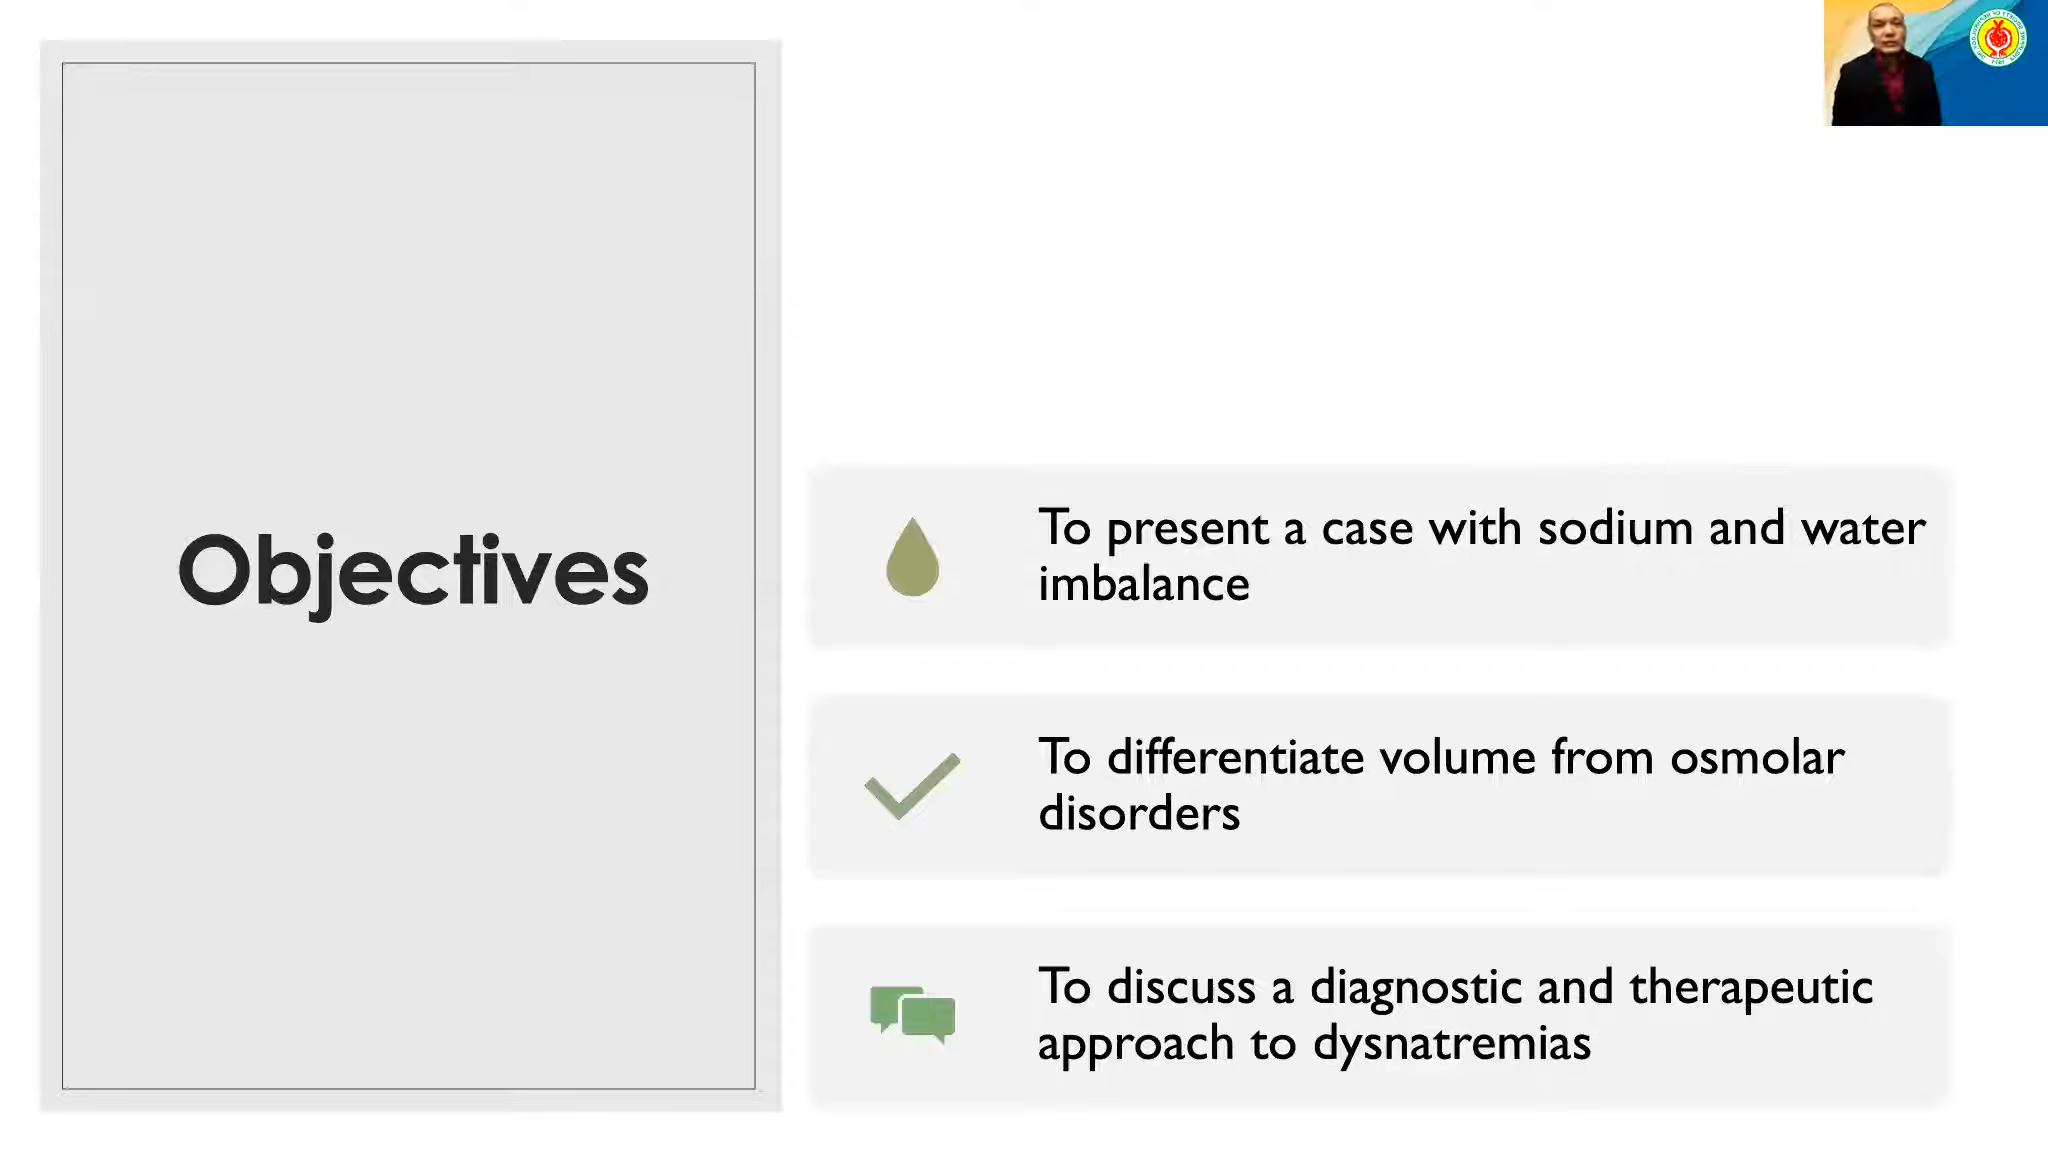 Objectives
To present a case with sodium and water
imbalance
To differentiate volume from osmolar
disorders
To discuss a diagnostic and therapeutic
approach to dysnatremias